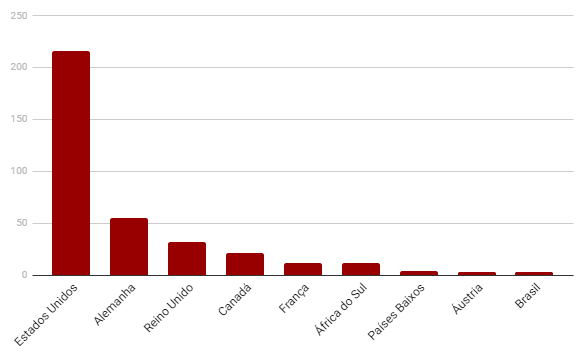 250
200
150
100
50
0
Estados Unidos
Alemanha
Reino Unido
Canadá
França
África do Sul
Países Baixos
Áustria
Brasil